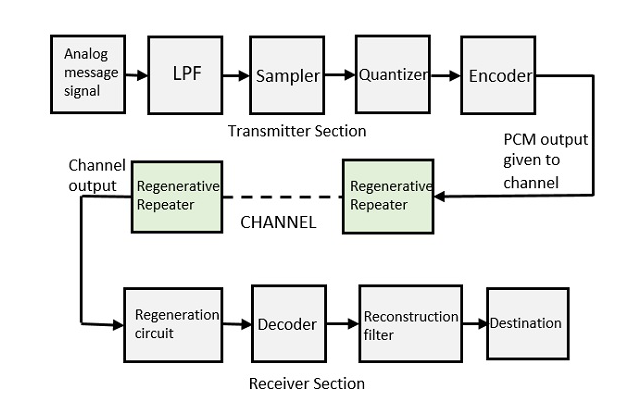 Analog
message
signal
LPF
Sampler
Quantizer
Encoder
Transmitter Section
PCM output
given to
channel
Channel
output
Regenerative
Repeater
CHANNEL
Regenerative
Repeater
Regeneration
circuit
Decoder
Reconstruction
filter
Destination
Receiver Section